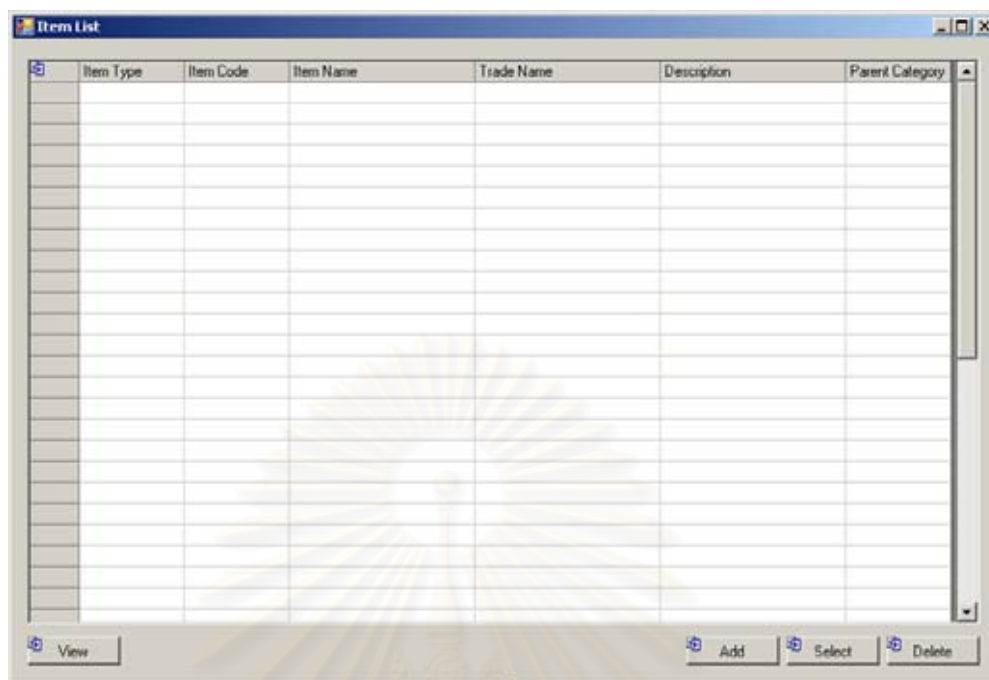 Item List
Item Type Item Code Item Name Trade Name Description Parent Category
View Add Select Delete